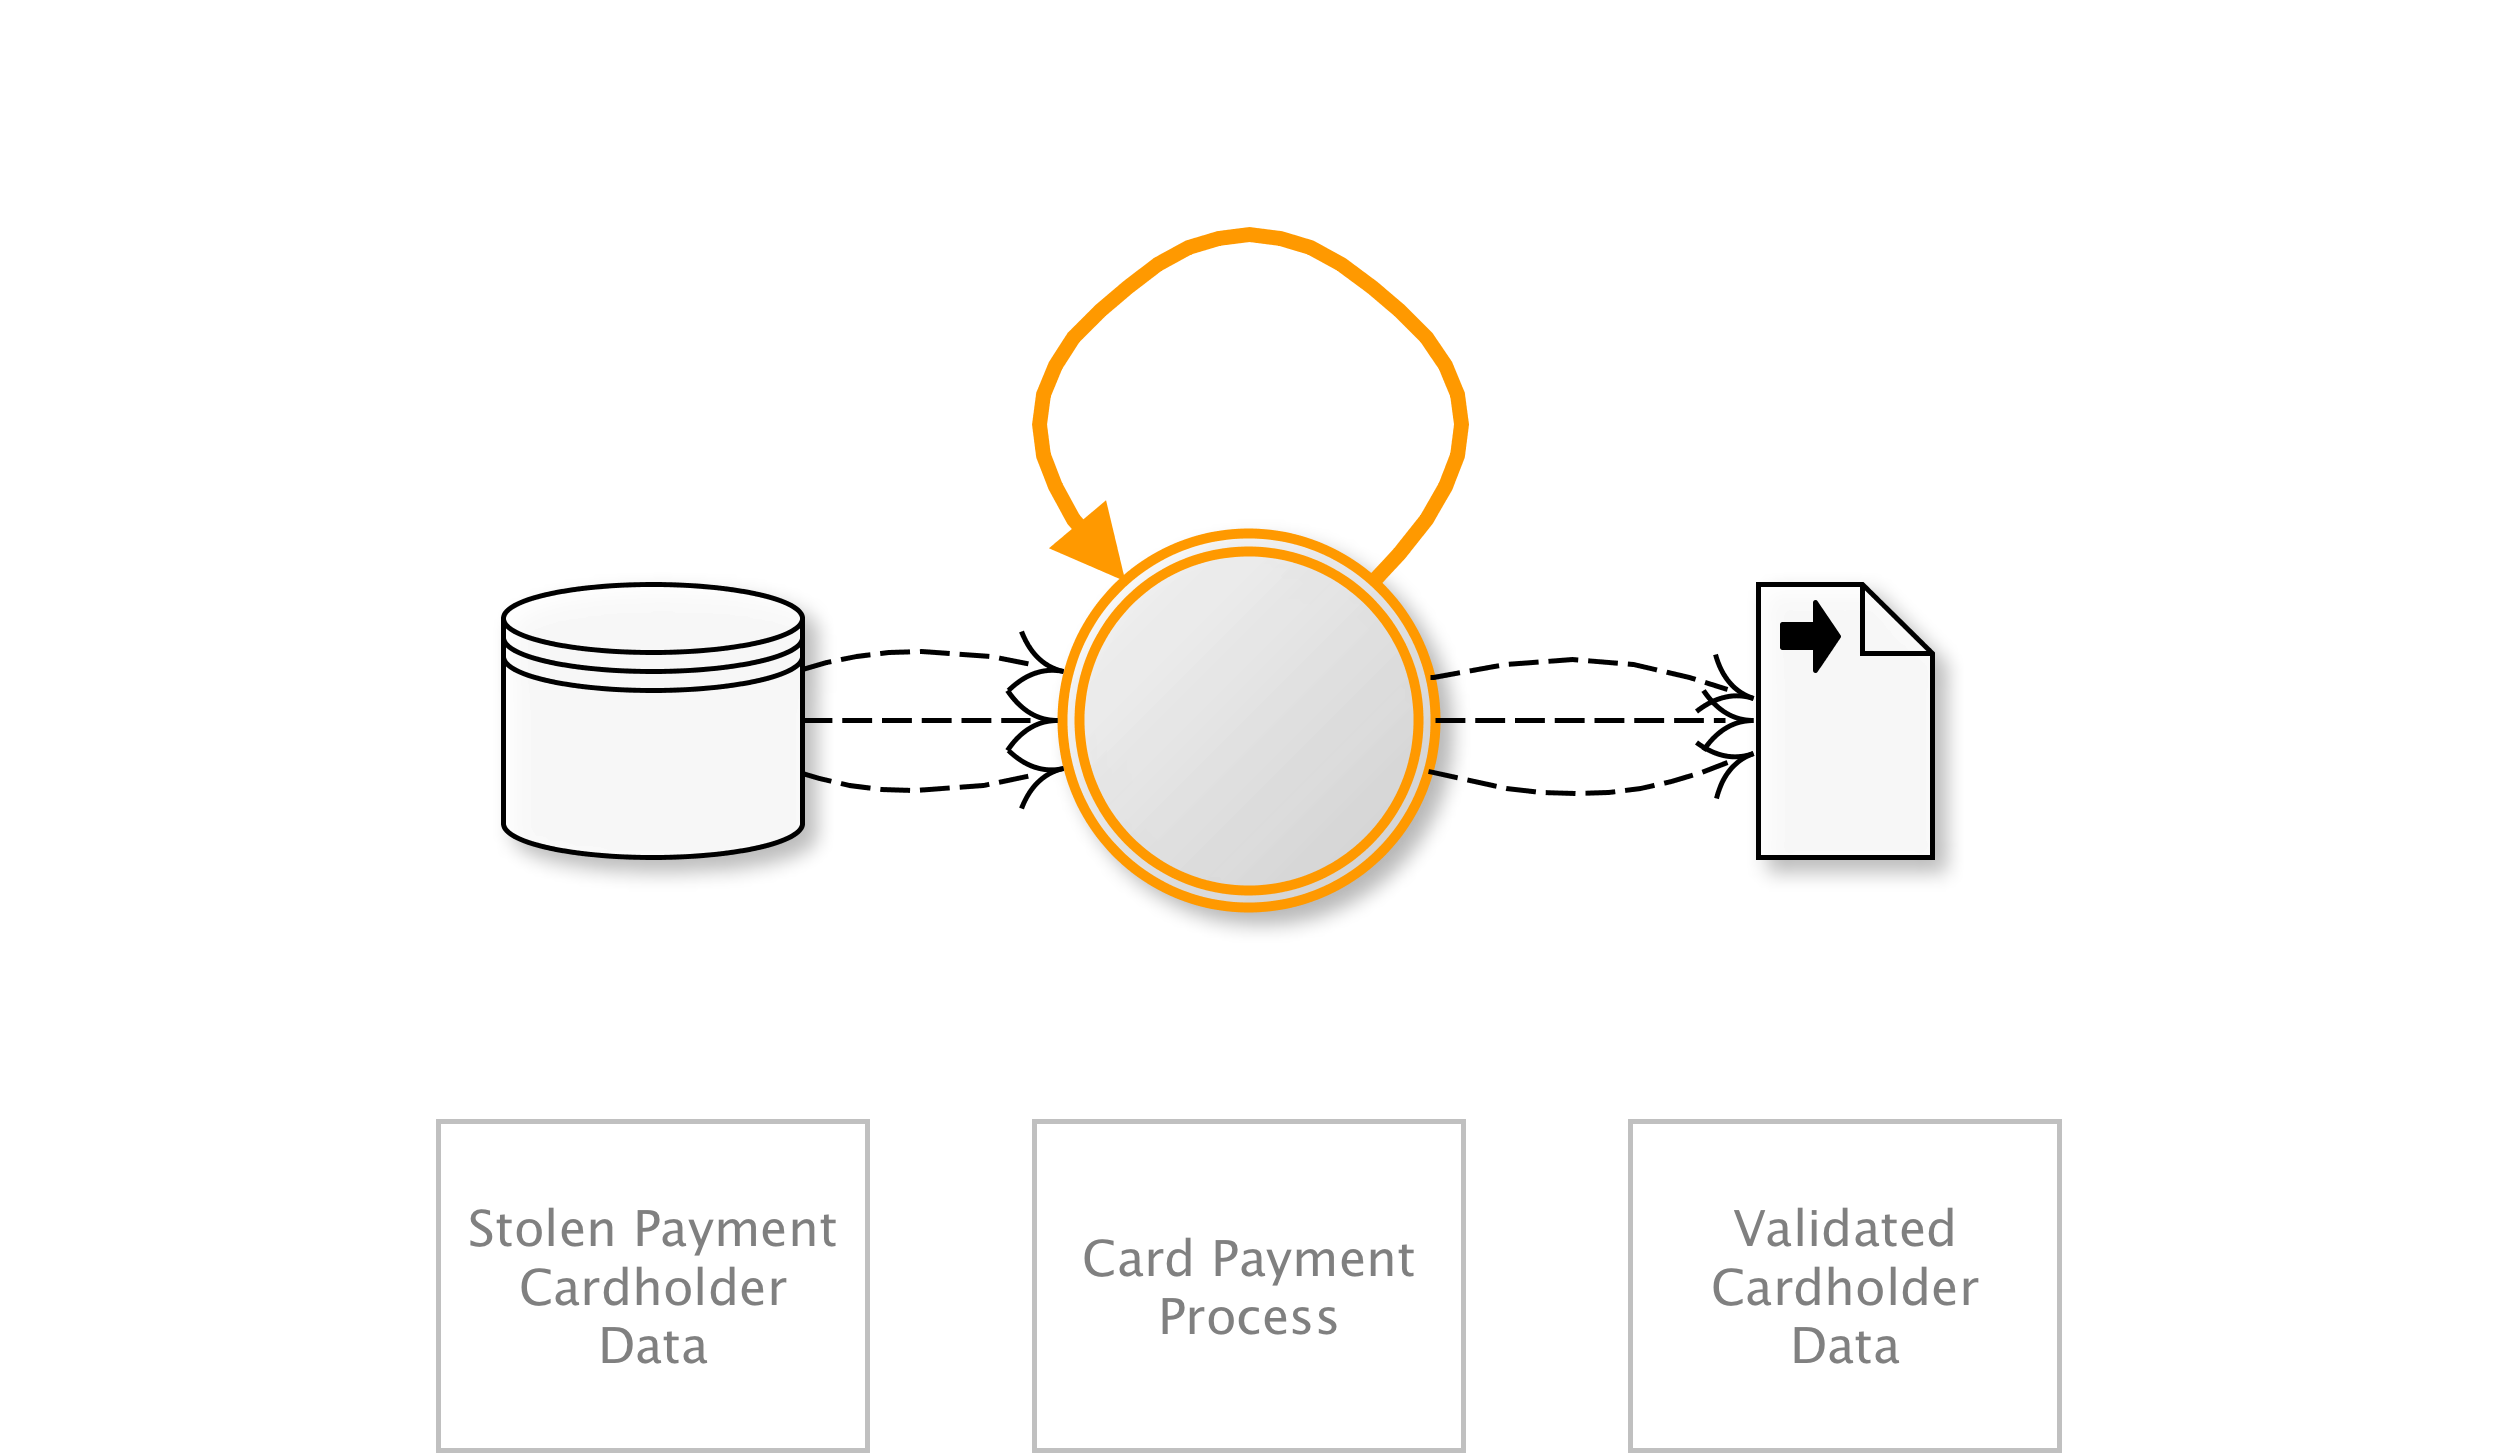 Stolen Payment
Cardholder
Data
Card Payment
Process
Validated
Cardholder
Data